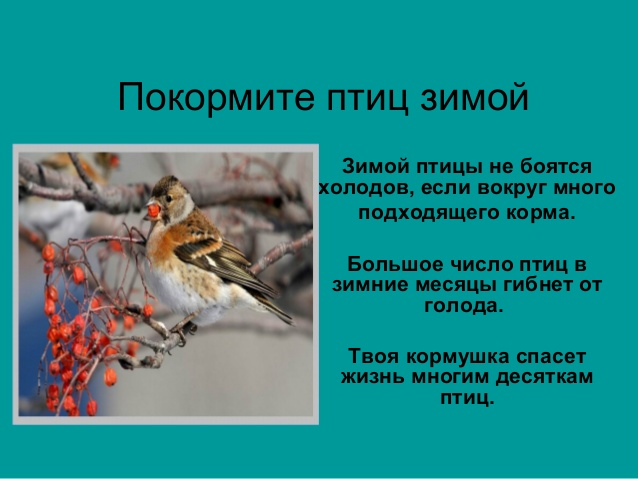 Покормите птиц зимой
Зимой птицы не боятся
холодов, если вокруг много
подходящего корма.
Большое число птиц в
зимние месяцы гибнет от
голода.
Твоя кормушка спасет
жизнь многим десяткам
птиц.